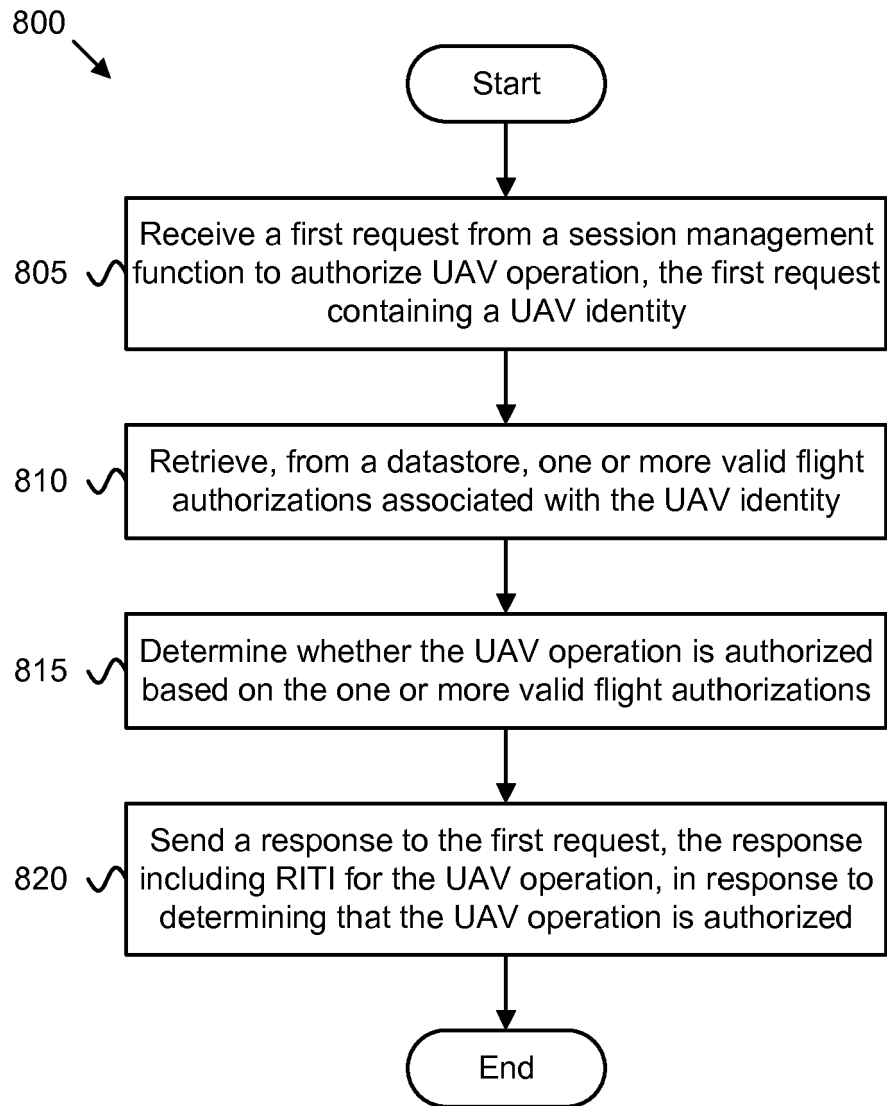 800
Start
805
Receive a first request from a session management
function to authorize UAV operation, the first request
containing a UAV identity
810
Retrieve, from a datastore, one or more valid flight
authorizations associated with the UAV identity
815
Determine whether the UAV operation is authorized
based on the one or more valid flight authorizations
820
Send a response to the first request, the response
including RITI for the UAV operation, in response to
determining that the UAV operation is authorized
End